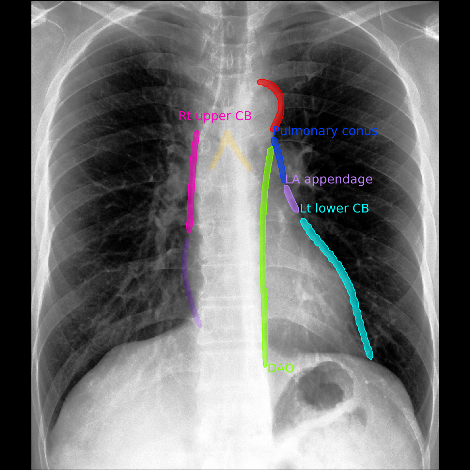 Rt upper CB
Pulmonary conus
LA appendage
Lt lower CB
DAO